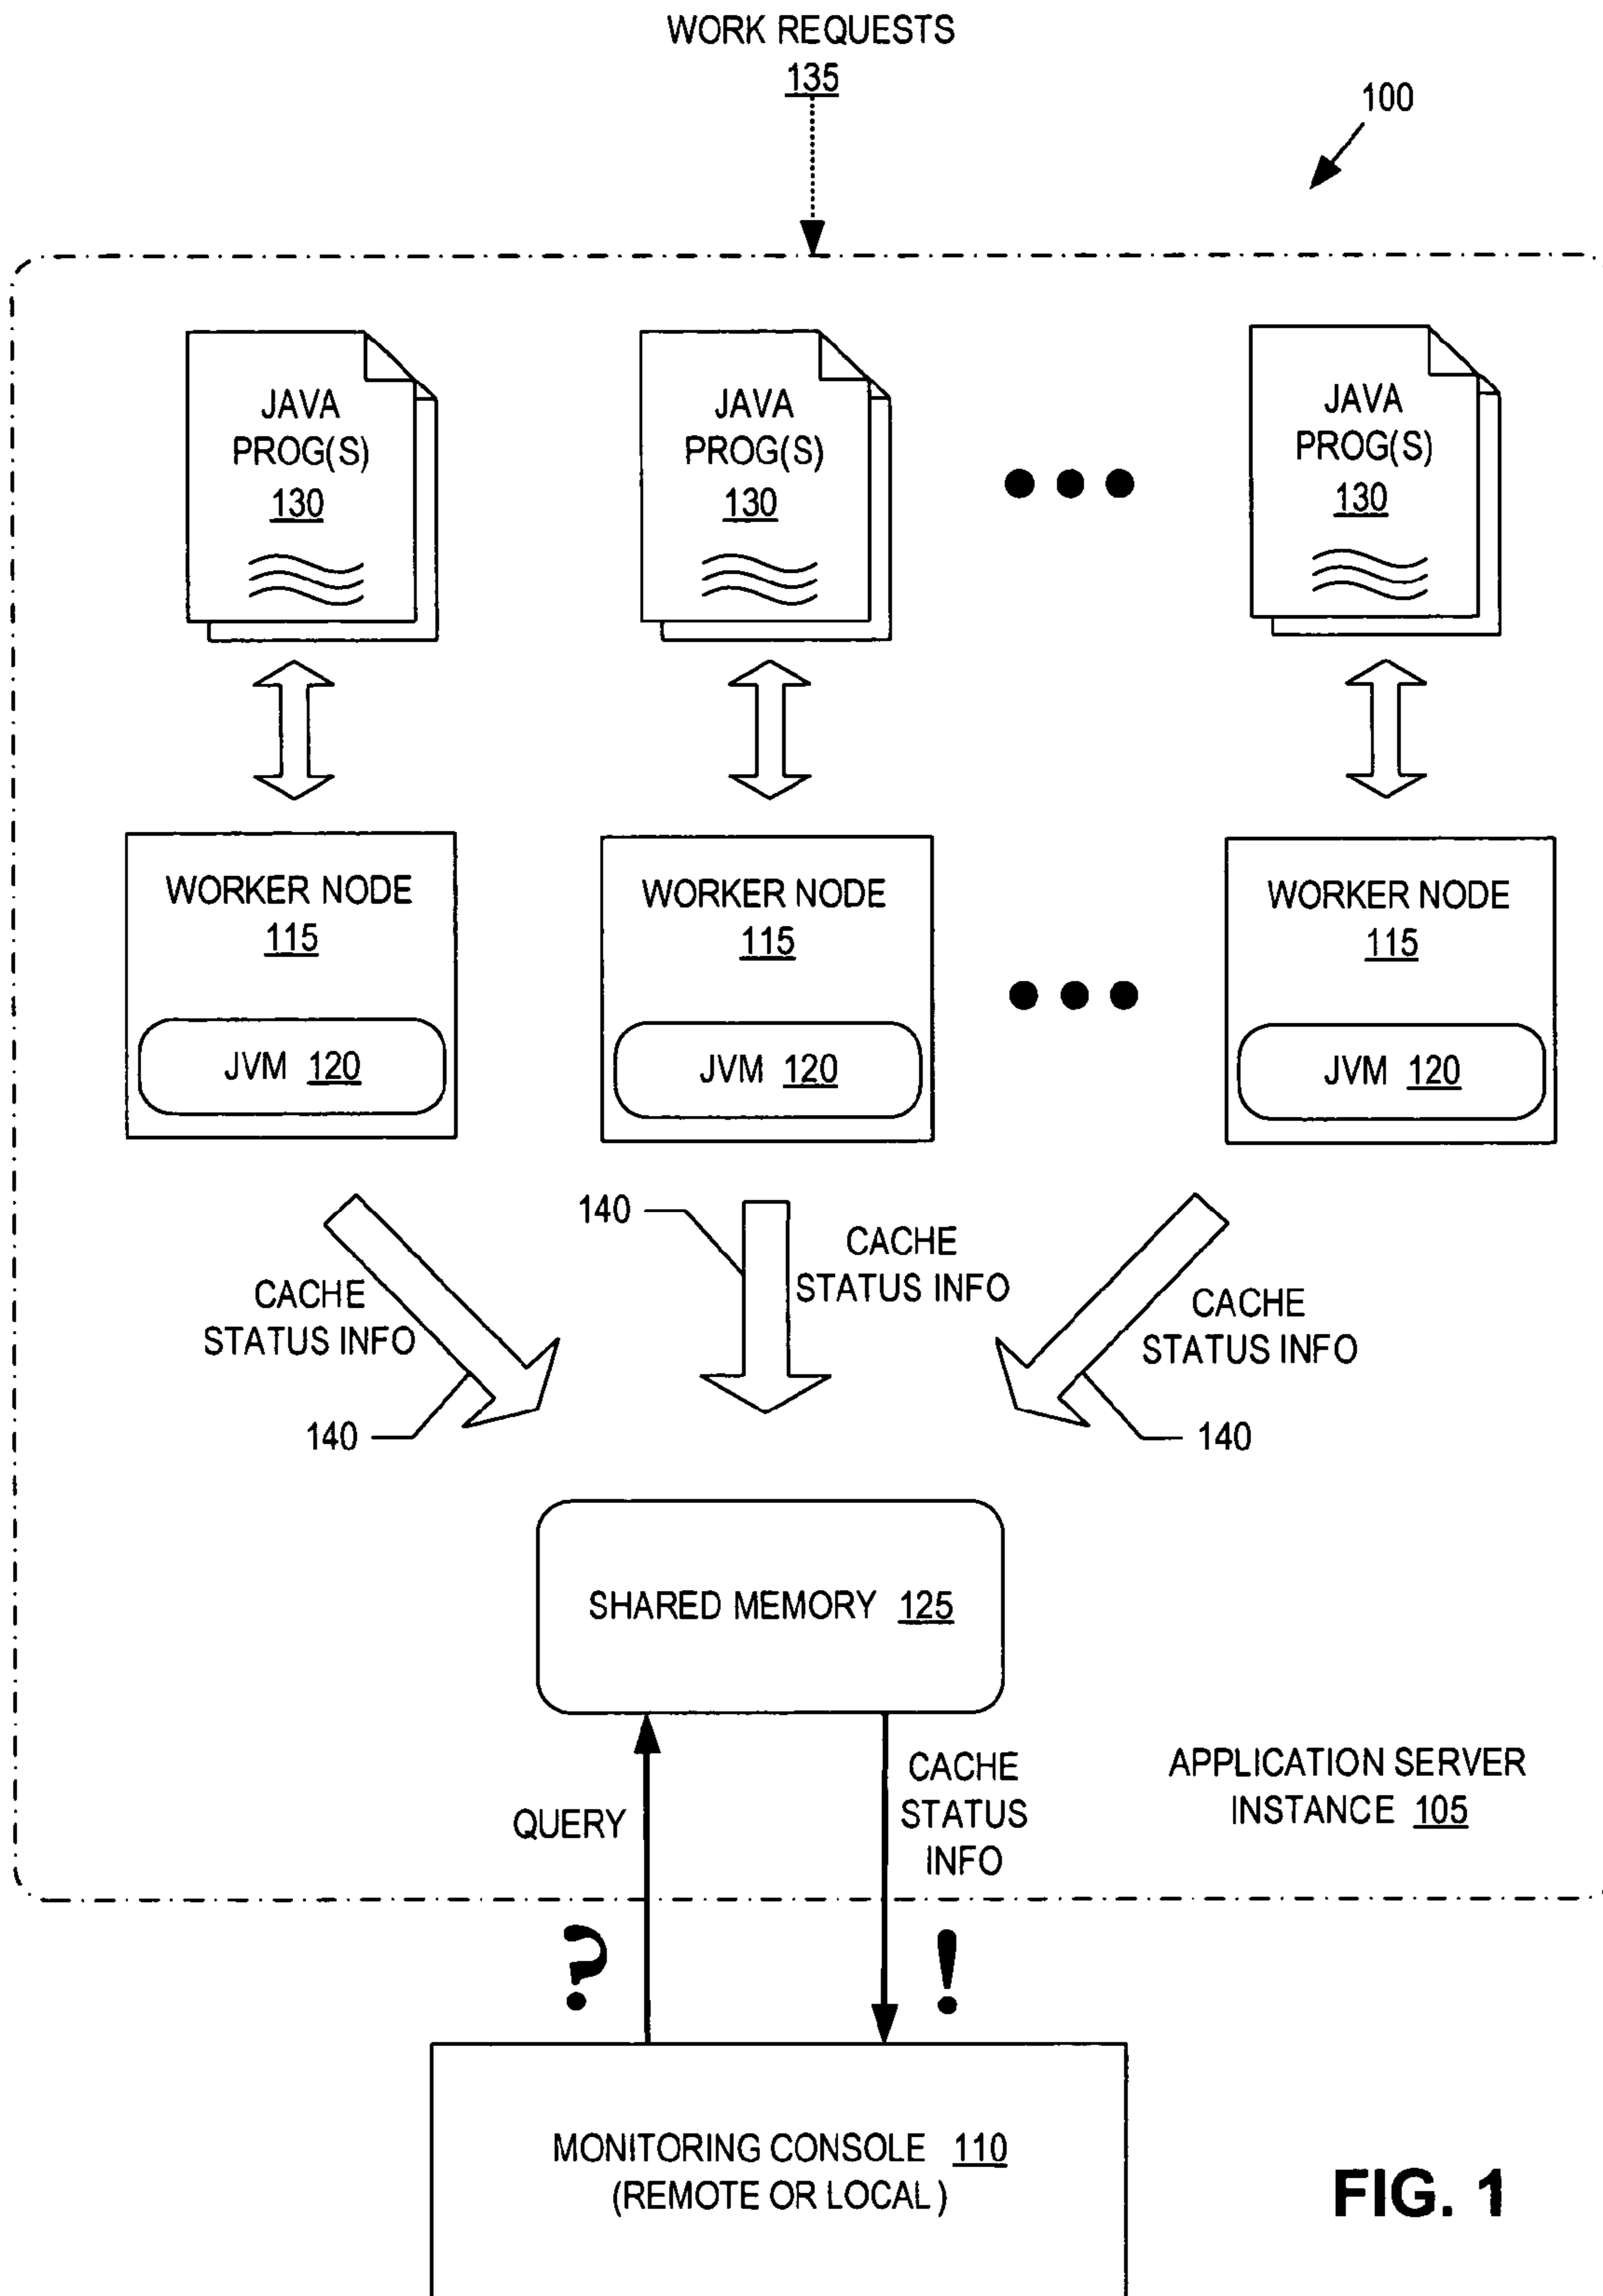 WORK REQUESTS
135
100
JAVA
PROG(S)
130
JAVA
PROG(S)
130
JAVA
PROG(S)
130
WORKER NODE
115
JVM 120
WORKER NODE
115
JVM 120
WORKER NODE
115
JVM 120
CACHE
STATUS INFO
140
140
CACHE
STATUS INFO
CACHE
STATUS INFO
140
SHARED MEMORY 125
QUERY
CACHE
STATUS
INFO
APPLICATION SERVER
INSTANCE 105
? !
MONITORING CONSOLE 110
(REMOTE OR LOCAL)
FIG. 1